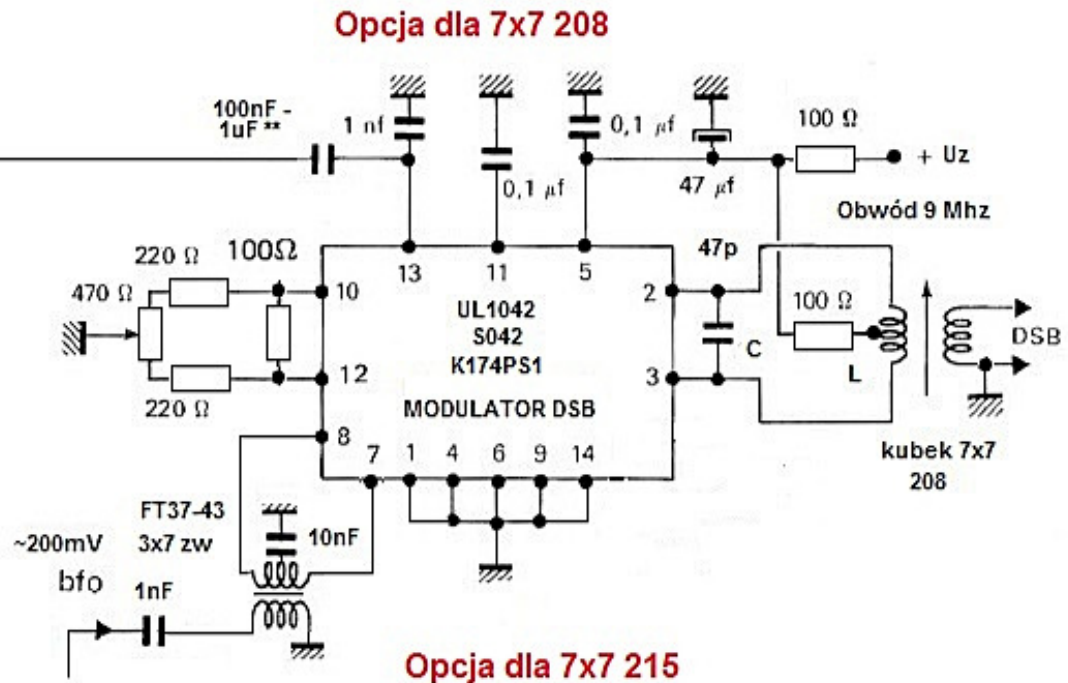 Opcja dla 7x7 208
100nF -
1uF **
1 nf
0,1 µf
0,1 µf
47 µf
100 Ω
+ Uz
Obwód 9 Mhz
220 Ω
100Ω
470 Ω
220 Ω
13
11
5
10
12
8
7
1
4
6
9
14
2
3
UL1042
S042
K174PS1
MODULATOR DSB
47p
C
100 Ω
L
DSB
kubek 7x7
208
FT37-43
3x7 zw
10nF
~200mV
bfo
1nF
Opcja dla 7x7 215